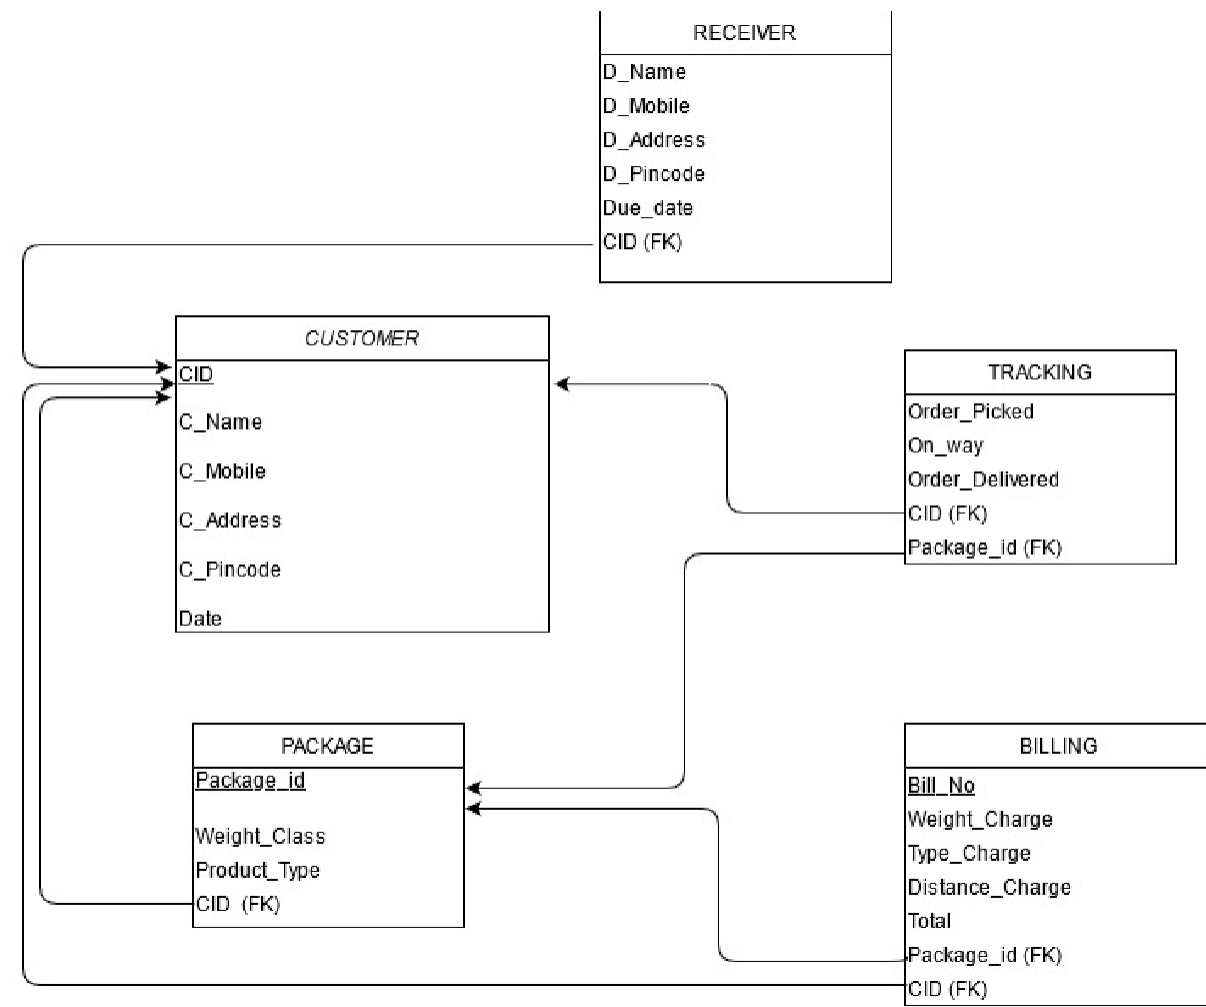 RECEIVER
D_Name
D_Mobile
D_Address
D_Pincode
Due_date
CID (FK)
CUSTOMER
CID
C_Name
C_Mobile
C_Address
C_Pincode
Date
TRACKING
Order_Picked
On_way
Order_Delivered
CID (FK)
Package_id (FK)
PACKAGE
Package_id
Weight_Class
Product_Type
CID (FK)
BILLING
Bill_No
Weight_Charge
Type_Charge
Distance_Charge
Total
Package_id (FK)
CID (FK)